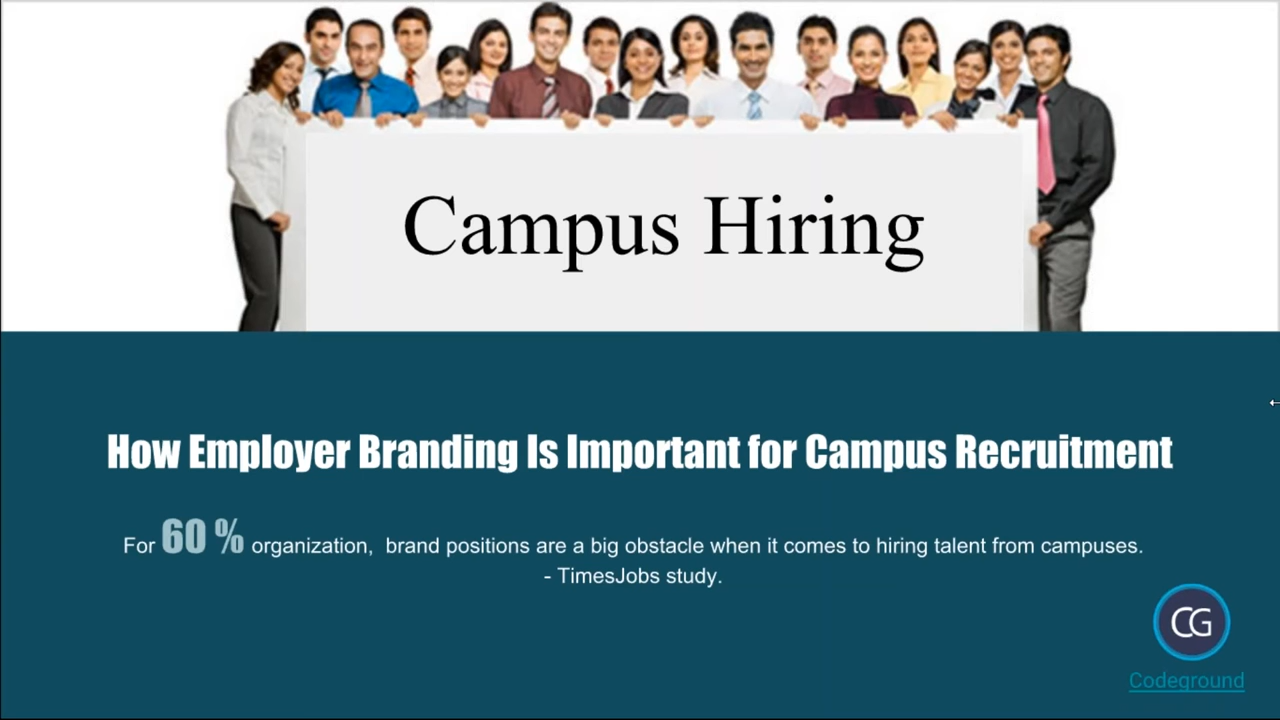 Campus Hiring
How Employer Branding Is Important for Campus Recruitment
For 60 % organization, brand positions are a big obstacle when it comes to hiring talent from campuses.
- TimesJobs study.
CG
Codeground